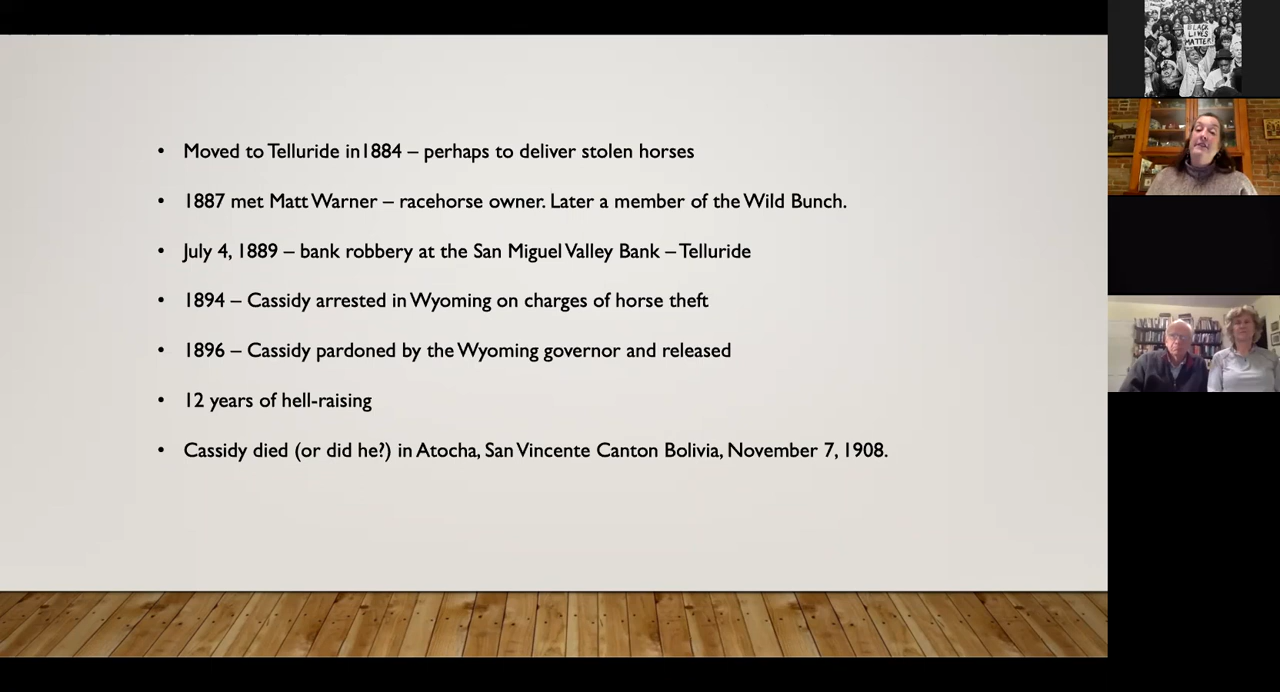 • Moved to Telluride in1884 – perhaps to deliver stolen horses
• 1887 met Matt Warner – racehorse owner. Later a member of the Wild Bunch.
• July 4, 1889 – bank robbery at the San Miguel Valley Bank – Telluride
• 1894 – Cassidy arrested in Wyoming on charges of horse theft
• 1896 – Cassidy pardoned by the Wyoming governor and released
• 12 years of hell-raising
• Cassidy died (or did he?) in Atocha, San Vincente Canton Bolivia, November 7, 1908.
BLACK
LIVES
MATTER